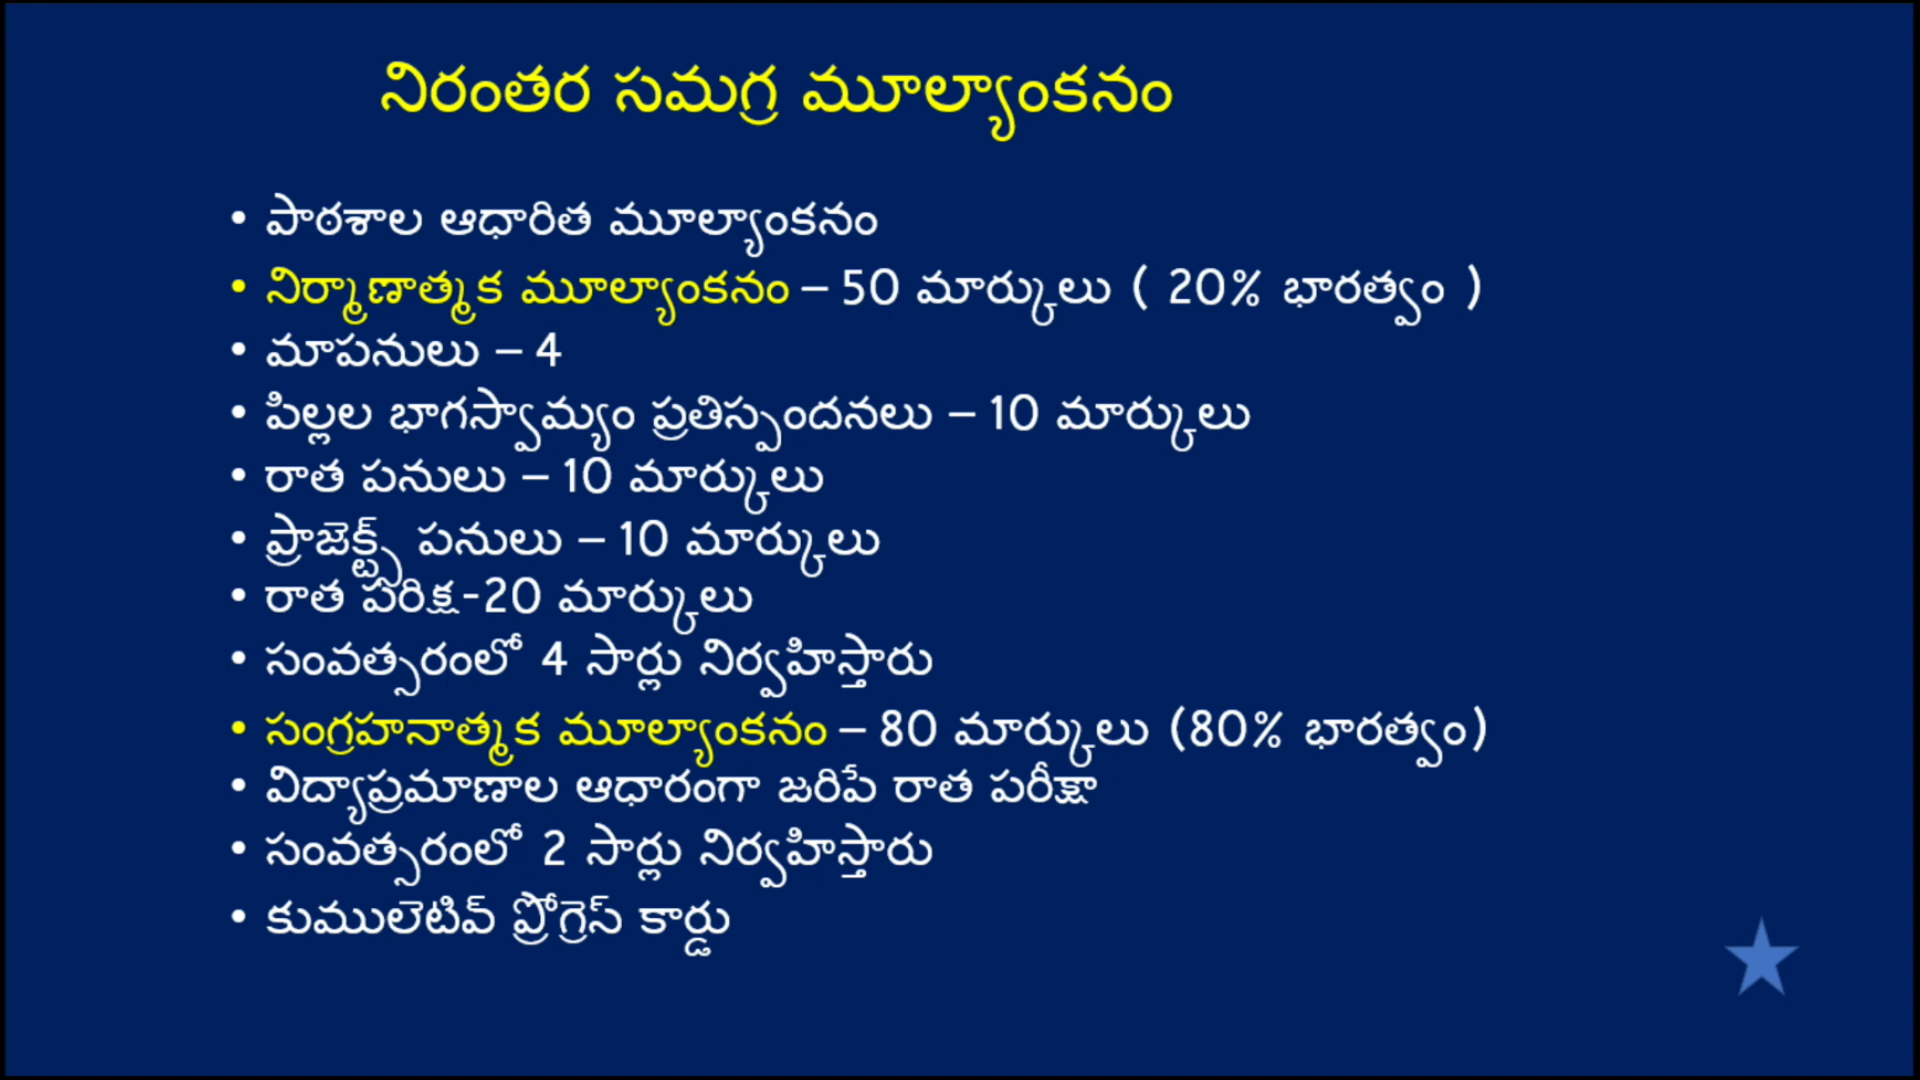 నిరంతర సమగ్ర మూల్యాంకనం
• పాఠశాల ఆధారిత మూల్యాంకనం
• నిర్మాణాత్మక మూల్యాంకనం – 50 మార్కులు ( 20% భారత్వం )
• మాపనులు – 4
• పిల్లల భాగస్వామ్యం ప్రతిస్పందనలు – 10 మార్కులు
• రాత పనులు – 10 మార్కులు
• ప్రాజెక్ట్స్ పనులు – 10 మార్కులు
• రాత పరిక్ష-20 మార్కులు
• సంవత్సరంలో 4 సార్లు నిర్వహిస్తారు
• సంగ్రహనాత్మక మూల్యాంకనం – 80 మార్కులు (80% భారత్వం)
• విద్యాప్రమాణాల ఆధారంగా జరిపే రాత పరీక్షా
• సంవత్సరంలో 2 సార్లు నిర్వహిస్తారు
• కుములెటివ్ ప్రోగ్రెస్ కార్డు